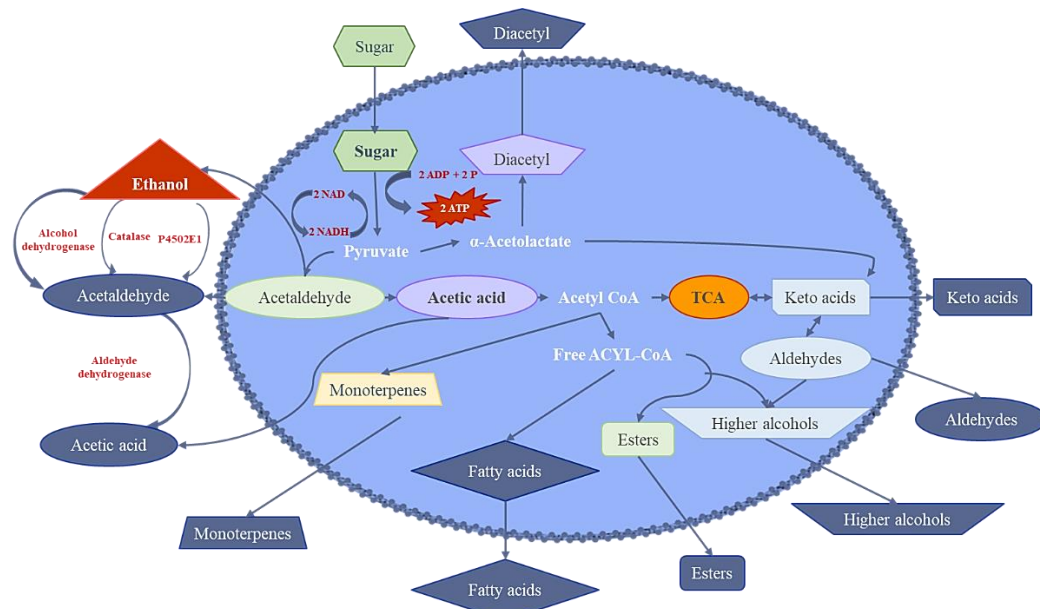 Diacetyl
Sugar
Sugar
Diacetyl
2 ADP + 2 P
Ethanol
2 NAD
2 ATP
Alcohol
dehydrogenase
Catalase
P4502E1
2 NADH
Pyruvate
α-Acetolactate
Acetaldehyde
Acetaldehyde
Acetic acid
Acetyl CoA
TCA
Keto acids
Keto acids
Free ACYL-CoA
Aldehydes
Aldehyde
dehydrogenase
Monoterpenes
Aldehydes
Acetic acid
Esters
Higher alcohols
Fatty acids
Monoterpenes
Higher alcohols
Esters
Fatty acids